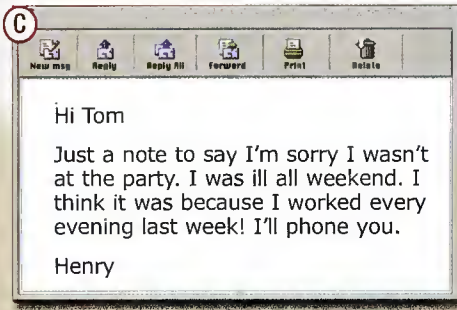 C
New msg Reply Reply All Forward Print Delete
Hi Tom
Just a note to say I'm sorry I wasn't
at the party. I was ill all weekend. I
think it was because I worked every
evening last week! I'll phone you.
Henry